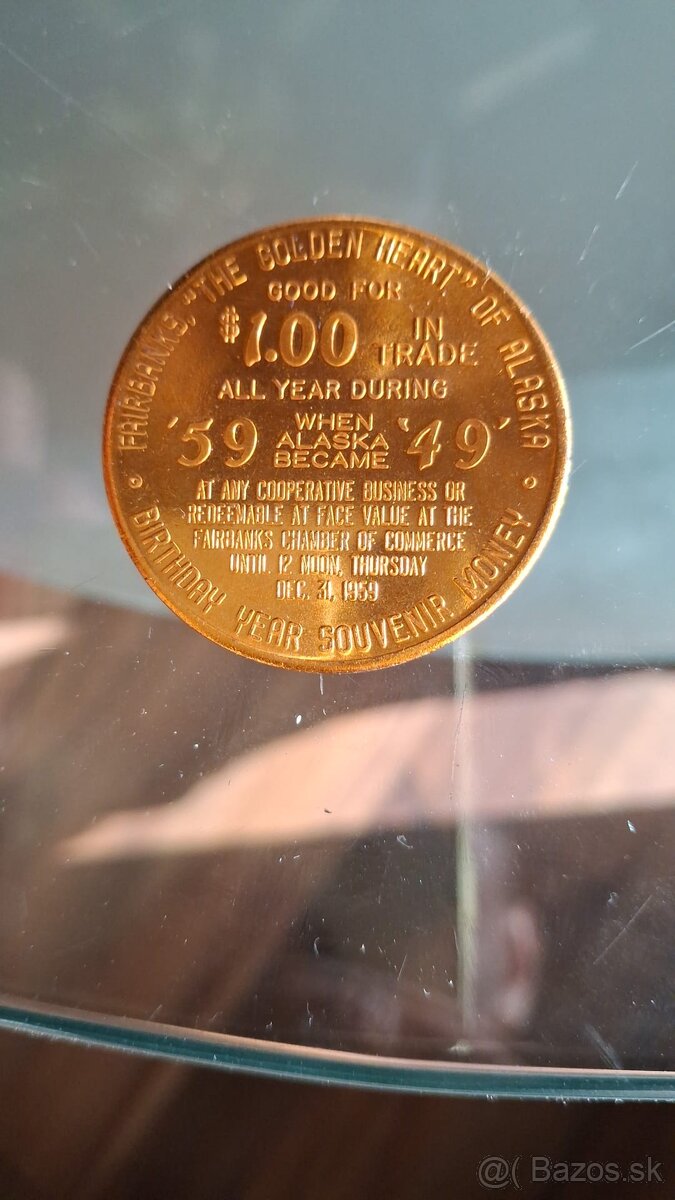 FAIRBANKS, "THE GOLDEN HEART" OF ALASKA
GOOD FOR
$1.00 IN TRADE
ALL YEAR DURING
'59 WHEN ALASKA BECAME '49'
AT ANY COOPERATIVE BUSINESS OR
REDEEMABLE AT FACE VALUE AT THE
FAIRBANKS CHAMBER OF COMMERCE
UNTIL 12 NOON, THURSDAY
DEC. 31, 1959
BIRTHDAY YEAR SOUVENIR MONEY
@( Bazos.sk